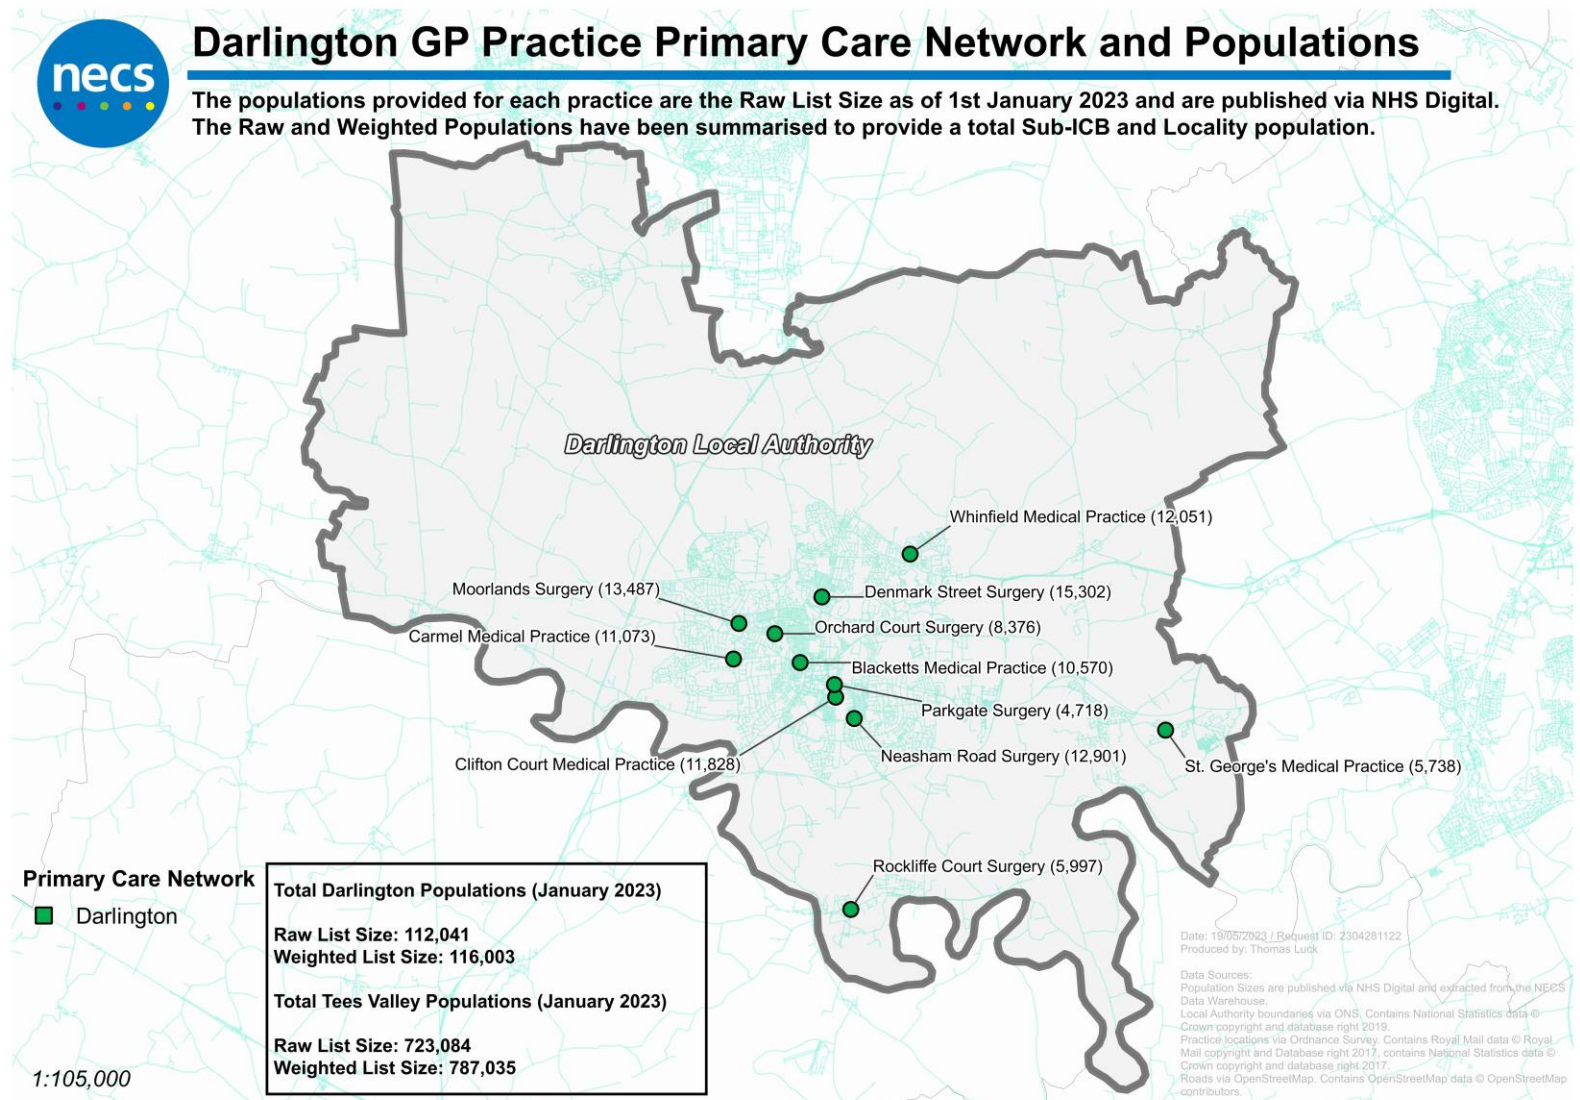 necs
Darlington GP Practice Primary Care Network and Populations
The populations provided for each practice are the Raw List Size as of 1st January 2023 and are published via NHS Digital.
The Raw and Weighted Populations have been summarised to provide a total Sub-ICB and Locality population.
Darlington Local Authority
Whinfield Medical Practice (12,051)
Moorlands Surgery (13,487)
Denmark Street Surgery (15,302)
Orchard Court Surgery (8,376)
Carmel Medical Practice (11,073)
Blacketts Medical Practice (10,570)
Parkgate Surgery (4,718)
Neasham Road Surgery (12,901)
Clifton Court Medical Practice (11,828)
St. George's Medical Practice (5,738)
Rockliffe Court Surgery (5,997)
Primary Care Network
Darlington
Total Darlington Populations (January 2023)
Raw List Size: 112,041
Weighted List Size: 116,003
Total Tees Valley Populations (January 2023)
Raw List Size: 723,084
Weighted List Size: 787,035
1:105,000
Date: 19/05/2023 / Request ID: 2304281122
Produced by: Thomas Luck
Data Sources:
Population Sizes are published via NHS Digital and extracted from the NECS
Data Warehouse.
Local Authority boundaries via ONS. Contains National Statistics data ©
Crown copyright and database right 2019.
Practice locations via Ordnance Survey. Contains Royal Mail data © Royal
Mail copyright and Database right 2017, contains National Statistics data ©
Crown copyright and database right 2017.
Roads via OpenStreetMap. Contains OpenStreetMap data © OpenStreetMap
contributors.